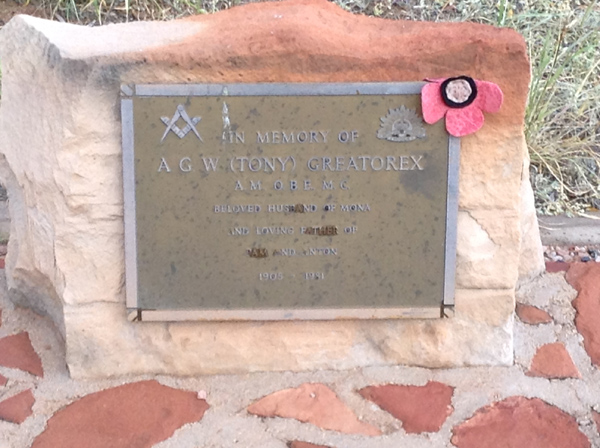 IN MEMORY OF
A G W (TONY) GREATOREX
A.M. O.B.E. M.C.
BELOVED HUSBAND OF MONA
AND LOVING FATHER OF
AND ANTON